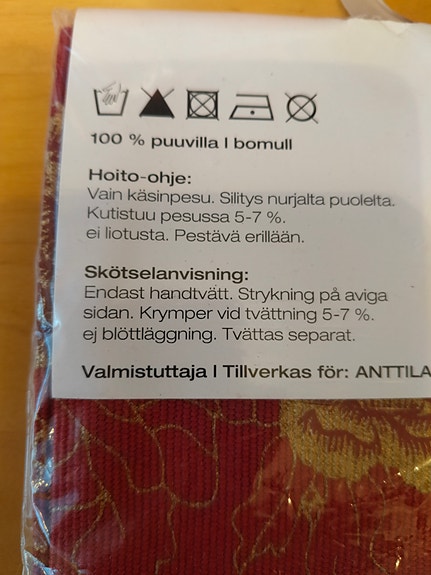 100 % puuvilla I bomull
Hoito-ohje:
Vain käsinpesu. Silitys nurjalta puolelta.
Kutistuu pesussa 5-7 %.
ei liotusta. Pestävä erillään.
Skötselanvisning:
Endast handtvätt. Strykning på aviga
sidan. Krymper vid tvättning 5-7 %.
ej blöttläggning. Tvättas separat.
Valmistuttaja I Tillverkas för: ANTTILA